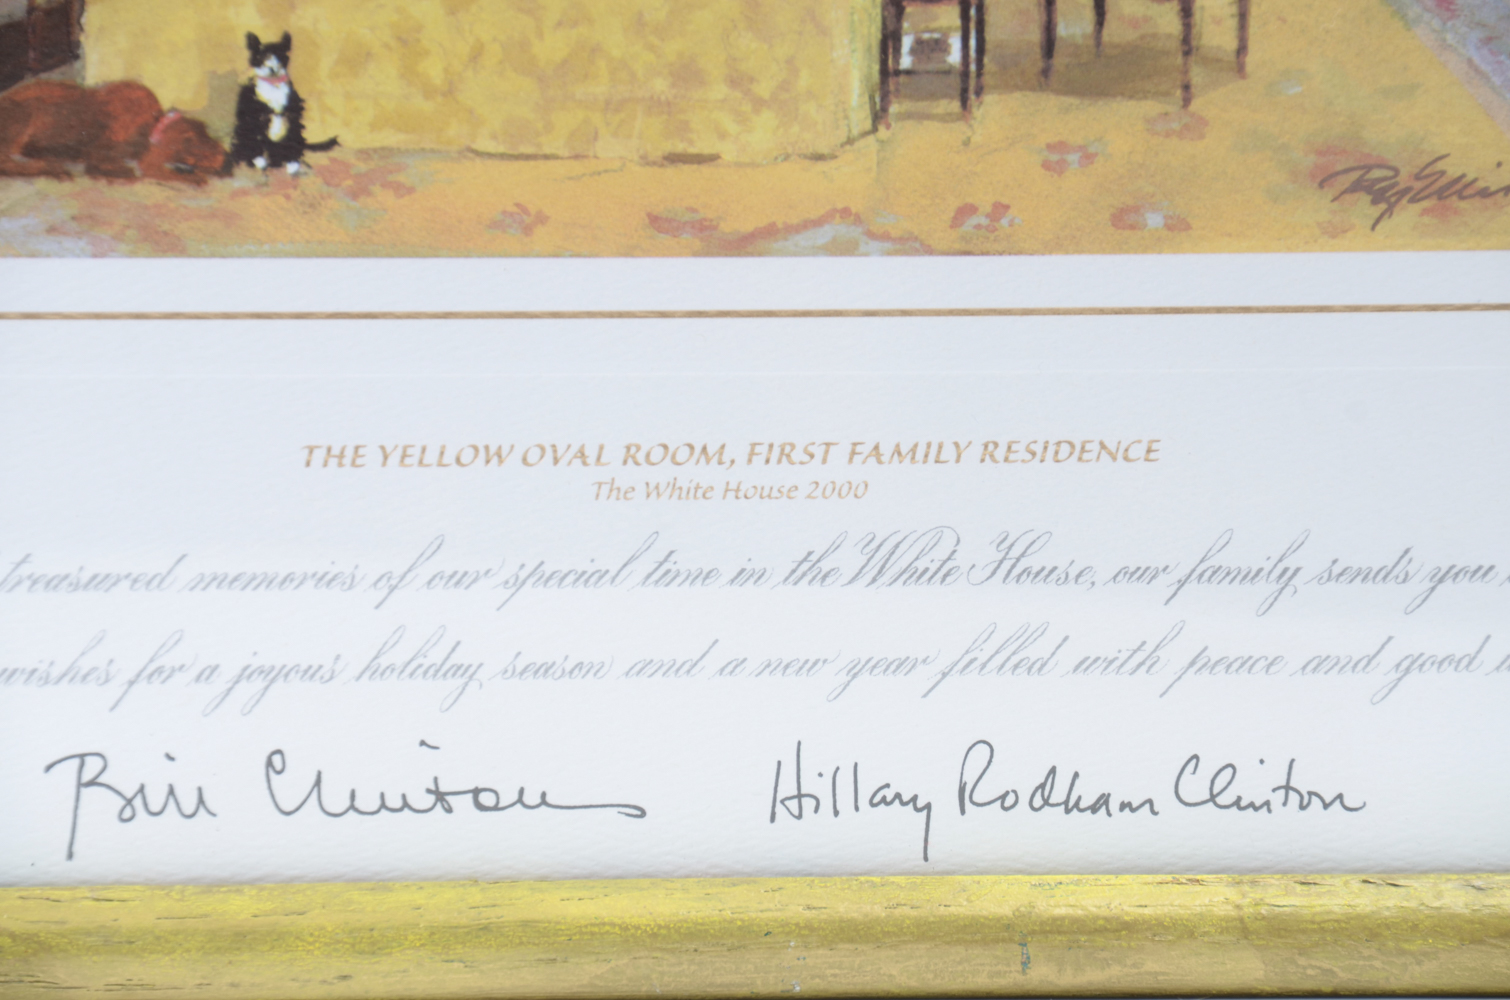 Ray Ellis
THE YELLOW OVAL ROOM, FIRST FAMILY RESIDENCE
The White House 2000
treasured memories of our special time in the White House, our family sends you
wishes for a joyous holiday season and a new year filled with peace and good
Bill Clinton
Hillary Rodham Clinton